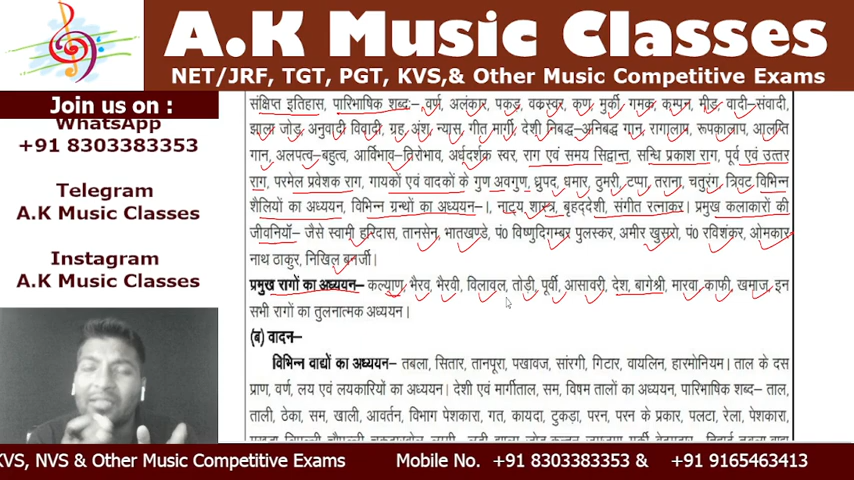 A.K Music Classes
NET/JRF, TGT, PGT, KVS,& Other Music Competitive Exams
Join us on :
WhatsApp
+91 8303383353
Telegram
A.K Music Classes
Instagram
A.K Music Classes
संक्षिप्त इतिहास, पारिभाषिक शब्द:- वर्ण, अलंकार, पकड़, वक्रस्वर, कण, मुर्की, गमक, कम्पन, मीड़, वादी–संवादी,
झाला जोड़, अनुवादी विवादी, ग्रह, अंश, न्यास, गीत मार्गी, देशी निबद्ध–अनिबद्ध गान, रागालाप, रूपकालाप, आलप्ति
गान, अलपत्व–बहुत्व, आर्विभाव–तिरोभाव, अर्धदर्शक स्वर, राग एवं समय सिद्वान्त, सन्धि प्रकाश राग, पूर्व एवं उत्तर
राग, परमेल प्रवेशक राग, गायकों एवं वादकों के गुण अवगुण, ध्रुपद, धमार, ठुमरी, टप्पा, तराना, चतुरंग, त्रिवट विभिन्न
शैलियों का अध्ययन, विभिन्न ग्रन्थों का अध्ययन–। नाट्य शास्त्र, बृहददेशी, संगीत रत्नाकर। प्रमुख कलाकारों की
जीवनियाँ– जैसे स्वामी हरिदास, तानसेन, भातखण्डे, पं0 विष्णुदिगम्बर पुलस्कर, अमीर खुसरो, पं0 रविशंकर, ओमकार
नाथ ठाकुर, निखिल बनर्जी।
प्रमुख रागों का अध्ययन– कल्याण, भैरव, भैरवी, विलावल, तोड़ी, पूर्वी, आसावरी, देश, बागेश्री, मारवा, काफी, खमाज, इन
सभी रागों का तुलनात्मक अध्ययन।
(ब) वादन–
विभिन्न वाद्यों का अध्ययन– तबला, सितार, तानपूरा, पखावज, सांरगी, गिटार, वायलिन, हारमोनियम। ताल के दस
प्राण, वर्ण, लय एवं लयकारियों का अध्ययन। देशी एवं मार्गीताल, सम, विषम तालों का अध्ययन, पारिभाषिक शब्द– ताल,
ताली, ठेका, सम, खाली, आवर्तन, विभाग पेशकारा, गत, कायदा, टुकड़ा, परन, परन के प्रकार, पलटा, रेला, पेशकारा,
KVS, NVS & Other Music Competitive Exams Mobile No. +91 8303383353 & +91 9165463413